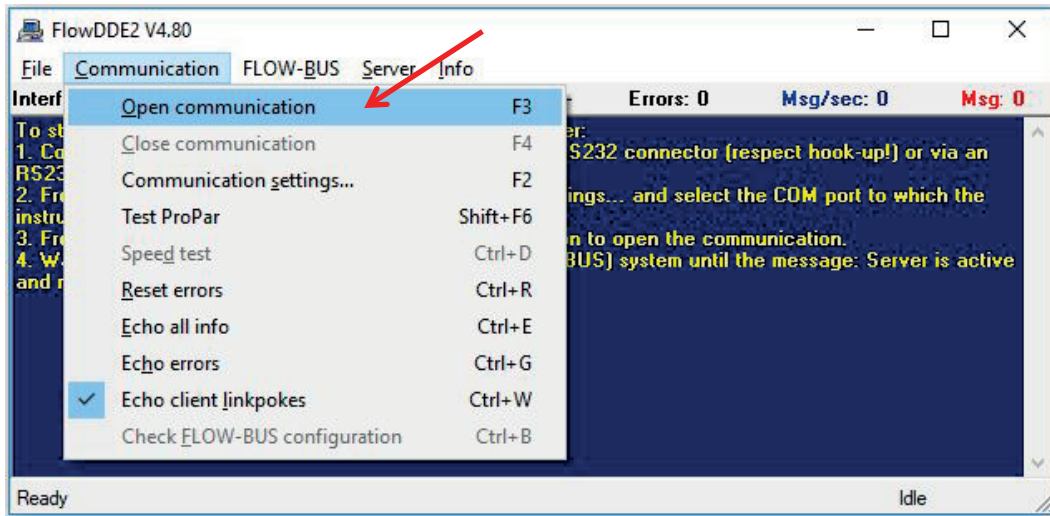 FlowDDE2 V4.80
File Communication FLOW-BUS Server Info
Interf Errors: 0 Msg/sec: 0 Msg: 0
Open communication F3
Close communication F4
Communication settings... F2
Test ProPar Shift+F6
Speed test Ctrl+D
Reset errors Ctrl+R
Echo all info Ctrl+E
Echo errors Ctrl+G
Echo client linkpokes Ctrl+W
Check FLOW-BUS configuration Ctrl+B
To st er:
1. Co S232 connector (respect hook-up!) or via an
RS23
2. Fro ings... and select the COM port to which the
instru
3. Fro n to open the communication.
4. W BUS) system until the message: Server is active
and r
Ready Idle